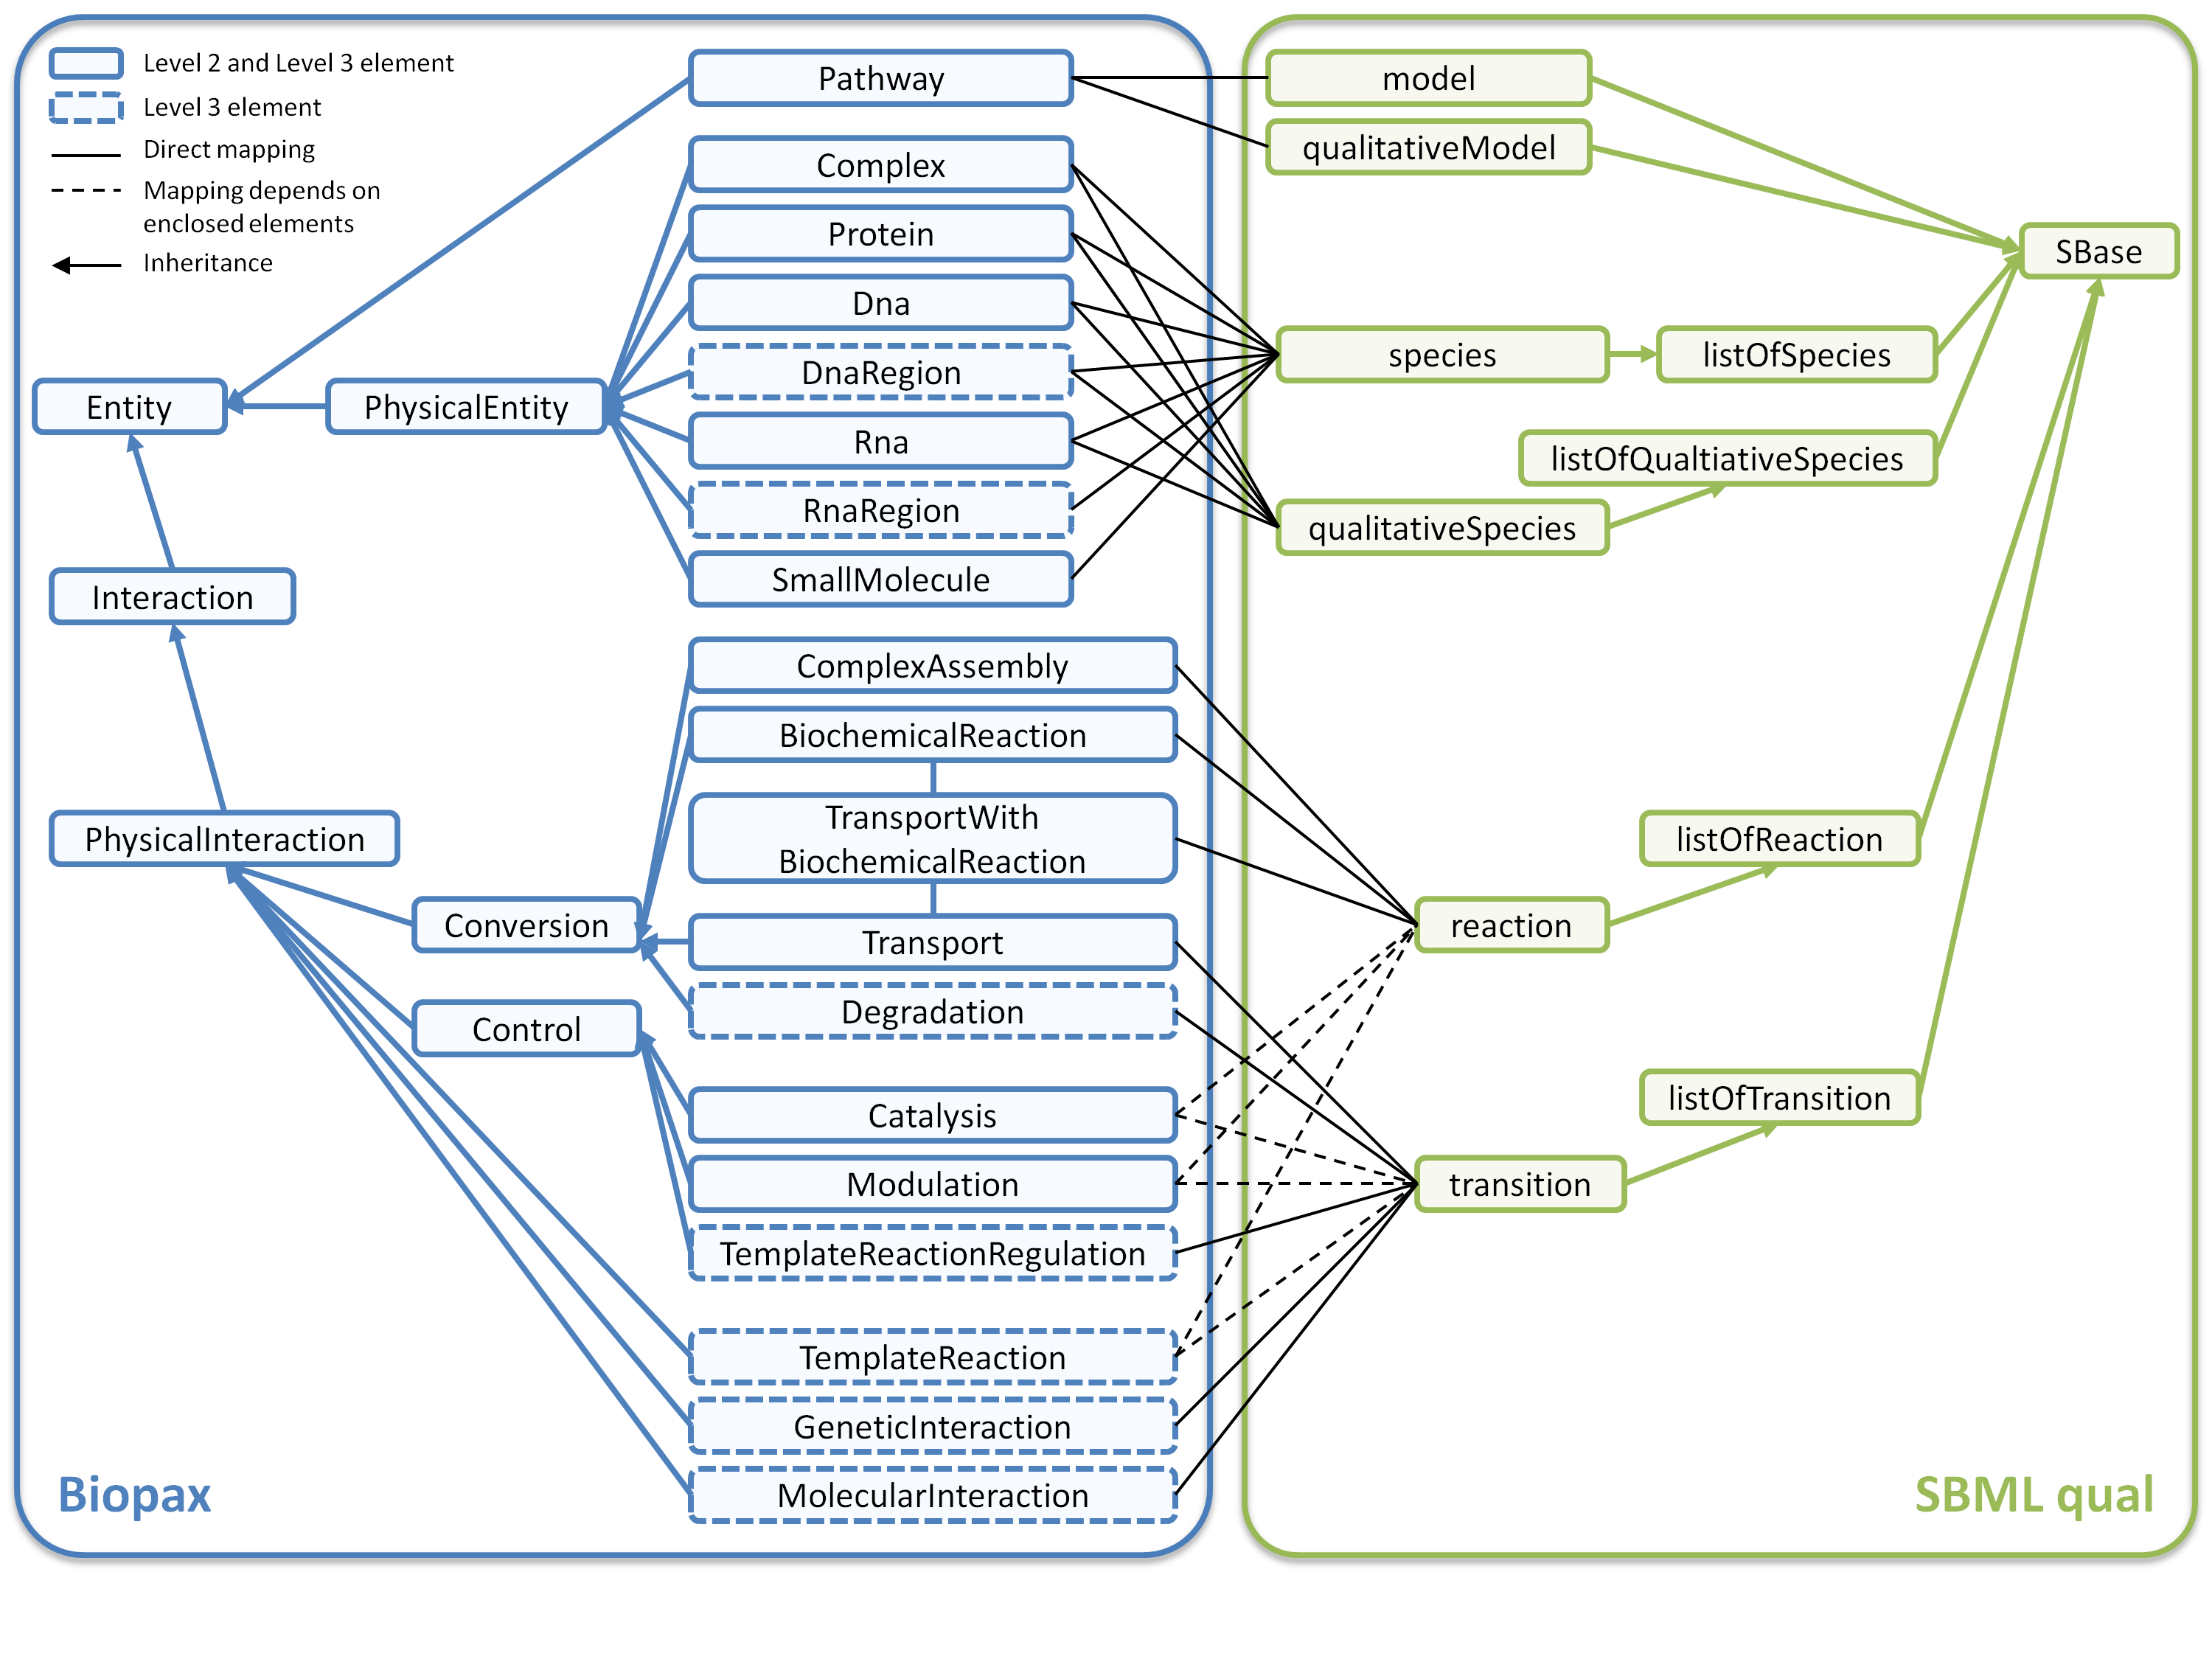 Level 2 and Level 3 element
Level 3 element
Direct mapping
Mapping depends on
enclosed elements
Inheritance
Entity
PhysicalEntity
Interaction
PhysicalInteraction
Conversion
Control
Pathway
Complex
Protein
Dna
DnaRegion
Rna
RnaRegion
SmallMolecule
ComplexAssembly
BiochemicalReaction
TransportWith
BiochemicalReaction
Transport
Degradation
Catalysis
Modulation
TemplateReactionRegulation
TemplateReaction
GeneticInteraction
MolecularInteraction
Biopax
model
qualitativeModel
SBase
species
listOfSpecies
listOfQualtiativeSpecies
qualitativeSpecies
listOfReaction
reaction
listOfTransition
transition
SBML qual